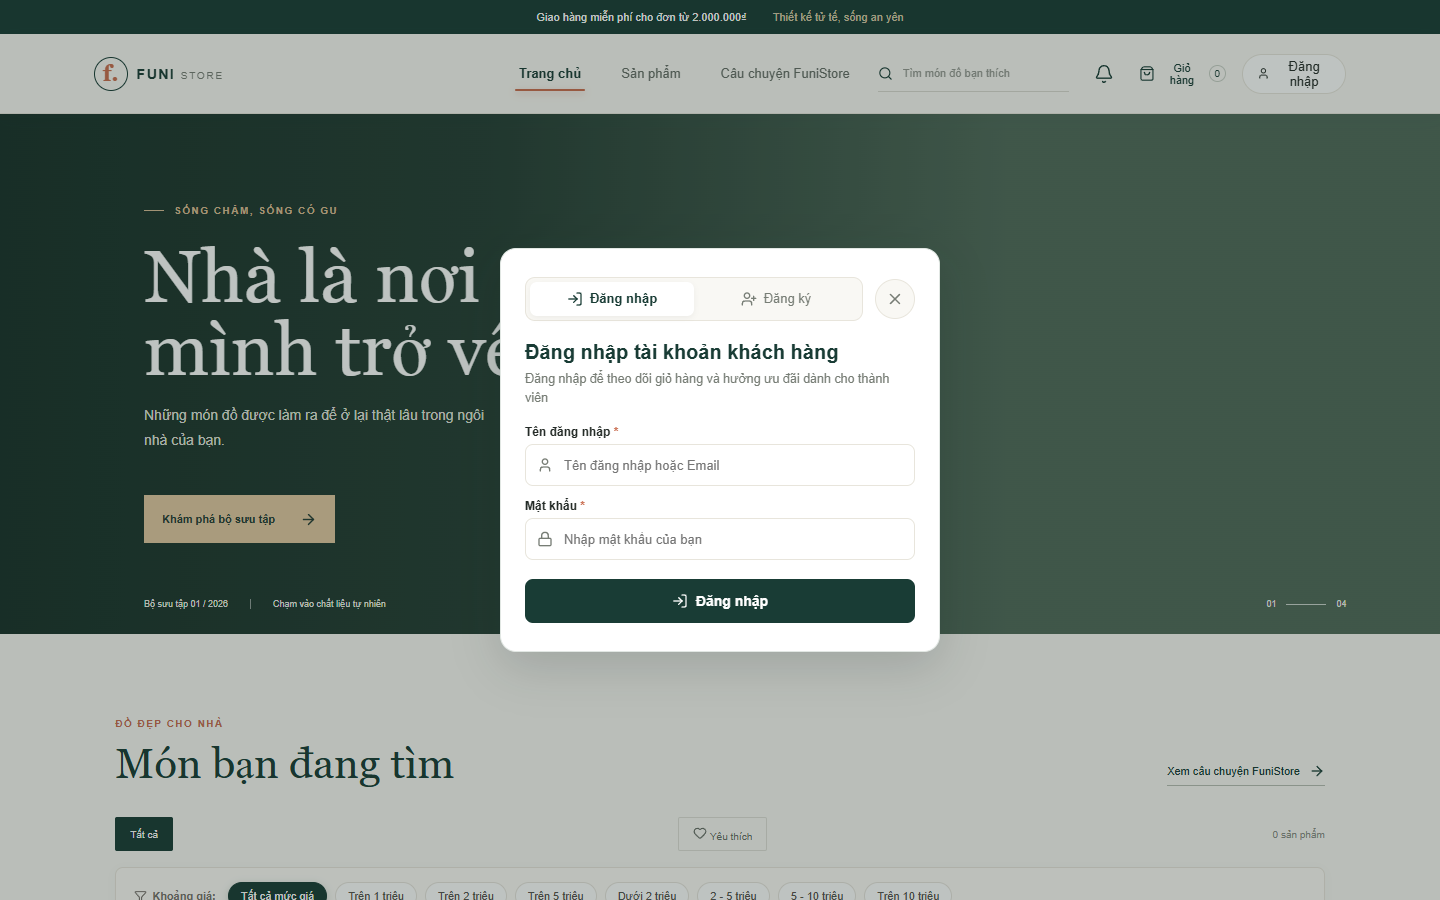 Giao hàng miễn phí cho đơn từ 2.000.000₫ Thiết kế tử tế, sống an yên
f. FUNI STORE
Trang chủ Sản phẩm Câu chuyện FuniStore Tìm món đồ bạn thích
Giỏ hàng 0
Đăng nhập
SỐNG CHẬM, SỐNG CÓ GU
Nhà là nơi
mình trở về
Những món đồ được làm ra để ở lại thật lâu trong ngôi
nhà của bạn.
Khám phá bộ sưu tập
Bộ sưu tập 01 / 2026 Chạm vào chất liệu tự nhiên
01 04
Đăng nhập Đăng ký
Đăng nhập tài khoản khách hàng
Đăng nhập để theo dõi giỏ hàng và hưởng ưu đãi dành cho thành
viên
Tên đăng nhập *
Tên đăng nhập hoặc Email
Mật khẩu *
Nhập mật khẩu của bạn
Đăng nhập
ĐỒ ĐẸP CHO NHÀ
Món bạn đang tìm
Xem câu chuyện FuniStore
Tất cả Yêu thích 0 sản phẩm
Khoảng giá: Tất cả mức giá Trên 1 triệu Trên 2 triệu Trên 5 triệu Dưới 2 triệu 2 - 5 triệu 5 - 10 triệu Trên 10 triệu